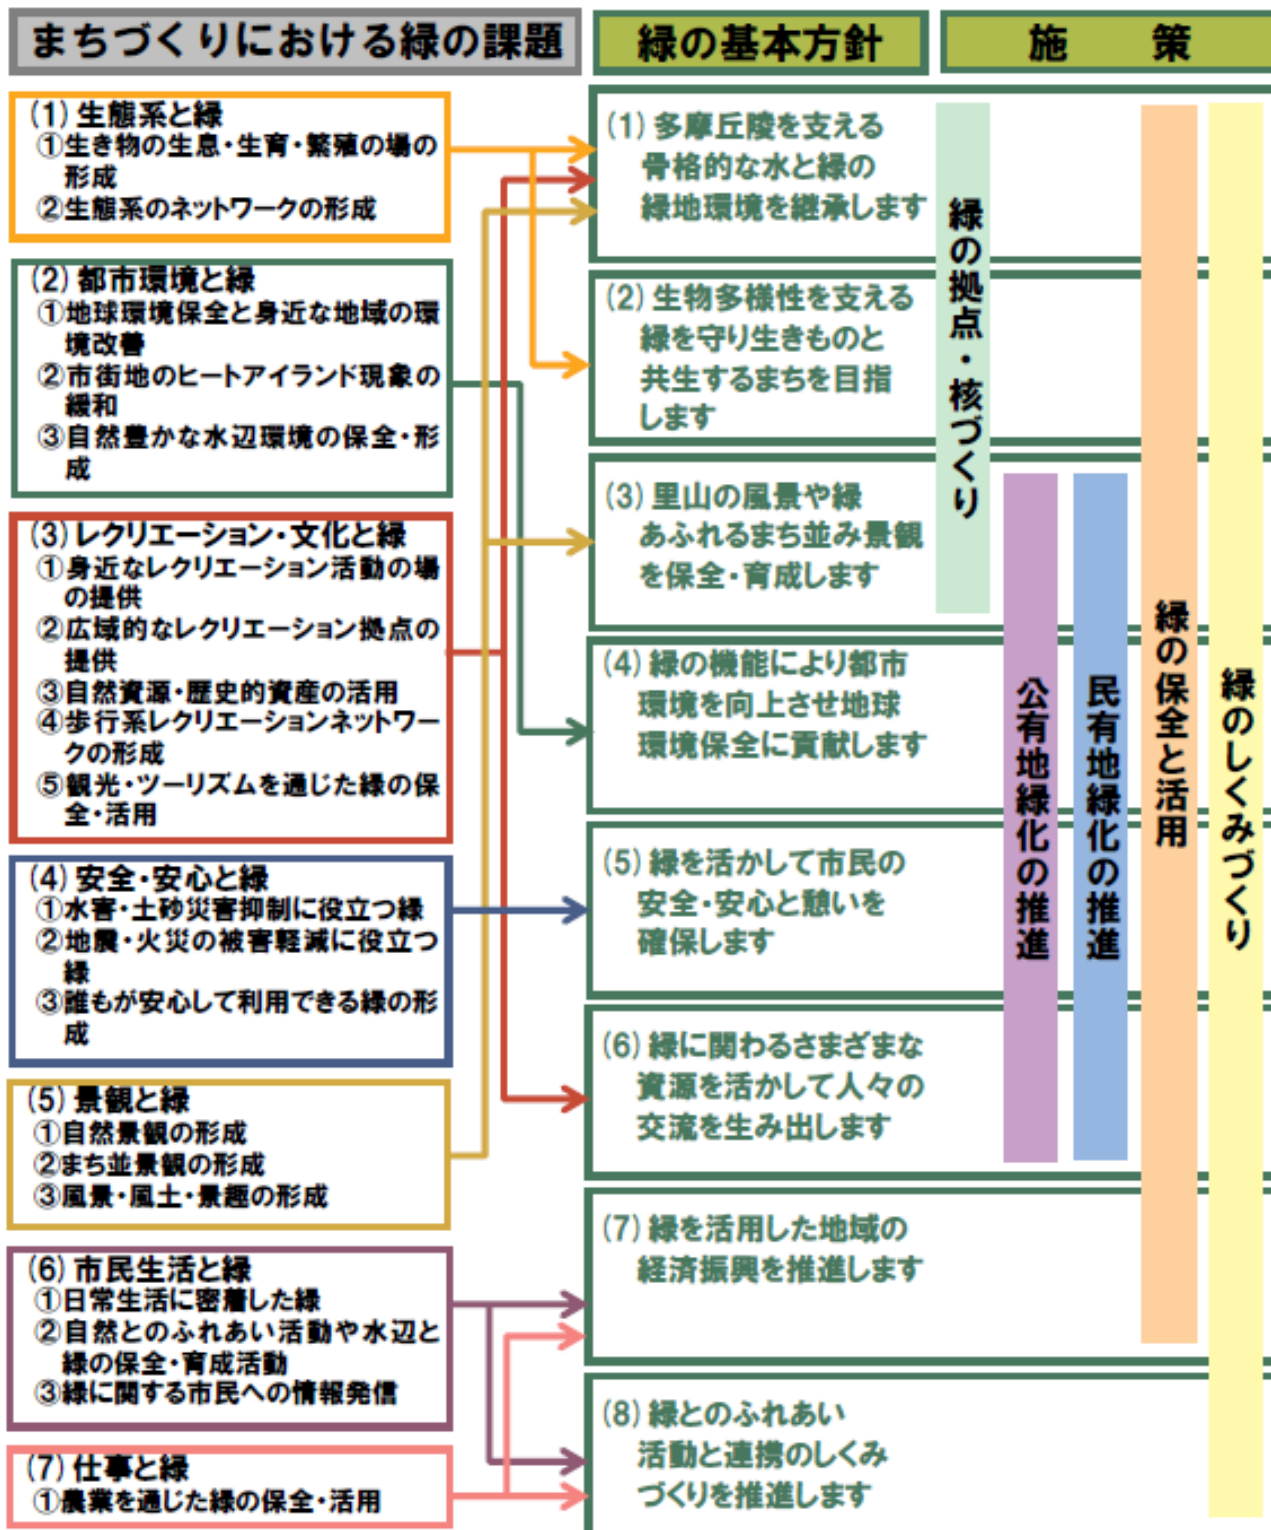 まちづくりにおける緑の課題
(1) 生態系と緑
①生き物の生息・生育・繁殖の場の
形成
②生態系のネットワークの形成
(2) 都市環境と緑
①地球環境保全と身近な地域の環
境改善
②市街地のヒートアイランド現象の
緩和
③自然豊かな水辺環境の保全・形
成
(3) レクリエーション・文化と緑
①身近なレクリエーション活動の場
の提供
②広域的なレクリエーション拠点の
提供
③自然資源・歴史的資産の活用
④歩行系レクリエーションネットワー
クの形成
⑤観光・ツーリズムを通じた緑の保
全・活用
(4) 安全・安心と緑
①水害・土砂災害抑制に役立つ緑
②地震・火災の被害軽減に役立つ
緑
③誰もが安心して利用できる緑の形
成
(5) 景観と緑
①自然景観の形成
②まち並景観の形成
③風景・風土・景趣の形成
(6) 市民生活と緑
①日常生活に密着した緑
②自然とのふれあい活動や水辺と
緑の保全・育成活動
③緑に関する市民への情報発信
(7) 仕事と緑
①農業を通じた緑の保全・活用
緑の基本方針
(1) 多摩丘陵を支える
骨格的な水と緑の
緑地環境を継承します
(2) 生物多様性を支える
緑を守り生きものと
共生するまちを目指
します
(3) 里山の風景や緑
あふれるまち並み景観
を保全・育成します
(4) 緑の機能により都市
環境を向上させ地球
環境保全に貢献します
(5) 緑を活かして市民の
安全・安心と憩いを
確保します
(6) 緑に関わるさまざまな
資源を活かして人々の
交流を生み出します
(7) 緑を活用した地域の
経済振興を推進します
(8) 緑とのふれあい
活動と連携のしくみ
づくりを推進します
施 策
緑の拠点・核づくり
公有地緑化の推進
民有地緑化の推進
緑の保全と活用
緑のしくみづくり